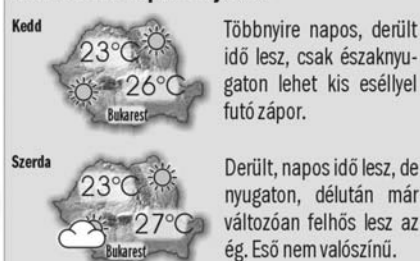 Kedd
23°C
26°C
Bukarest
Többnyire napos, derült
idő lesz, csak északnyu-
gaton lehet kis eséllyel
futó zápor.
Szerda
23°C
27°C
Bukarest
Derült, napos idő lesz, de
nyugaton, délután már
változóan felhős lesz az
ég. Eső nem valószínű.